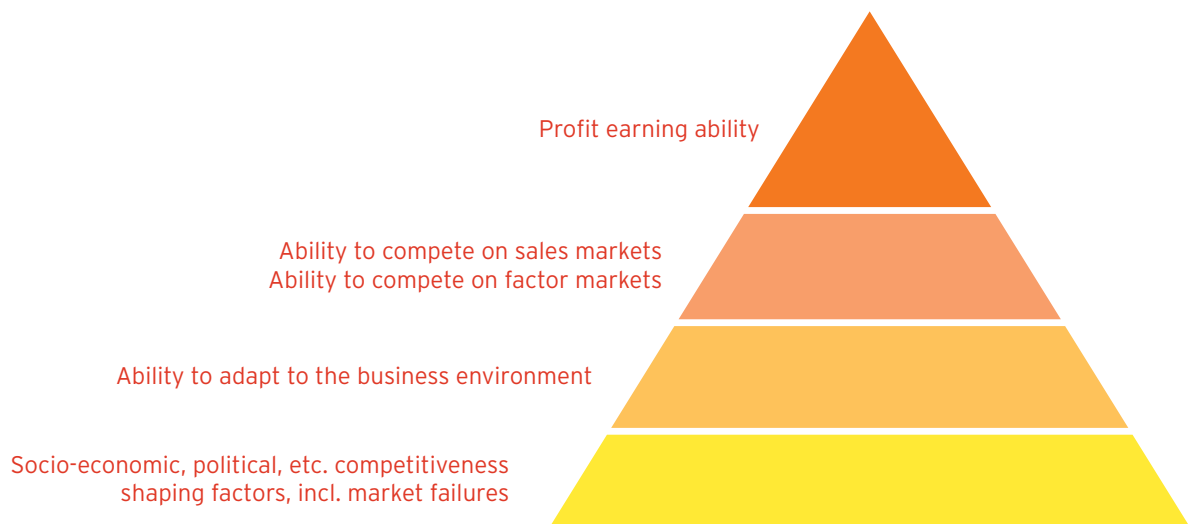 Profit earning ability
Ability to compete on sales markets
Ability to compete on factor markets
Ability to adapt to the business environment
Socio-economic, political, etc. competitiveness
shaping factors, incl. market failures